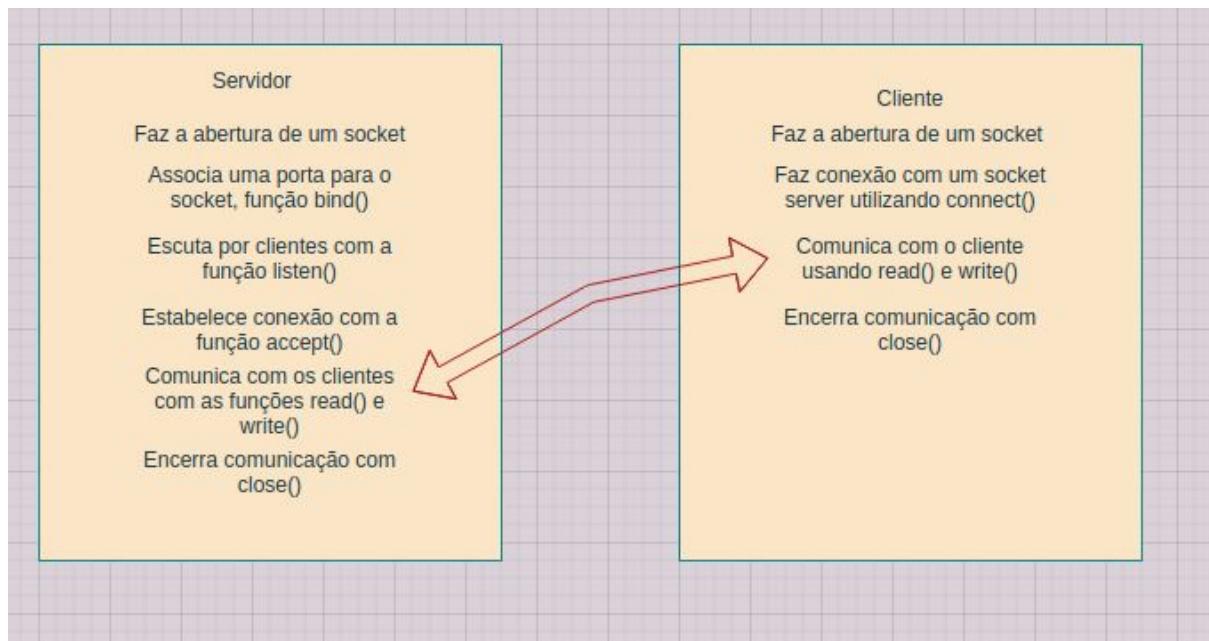 Servidor
Faz a abertura de um socket
Associa uma porta para o
socket, função bind()
Escuta por clientes com a
função listen()
Estabelece conexão com a
função accept()
Comunica com os clientes
com as funções read() e
write()
Encerra comunicação com
close()
Cliente
Faz a abertura de um socket
Faz conexão com um socket
server utilizando connect()
Comunica com o cliente
usando read() e write()
Encerra comunicação com
close()